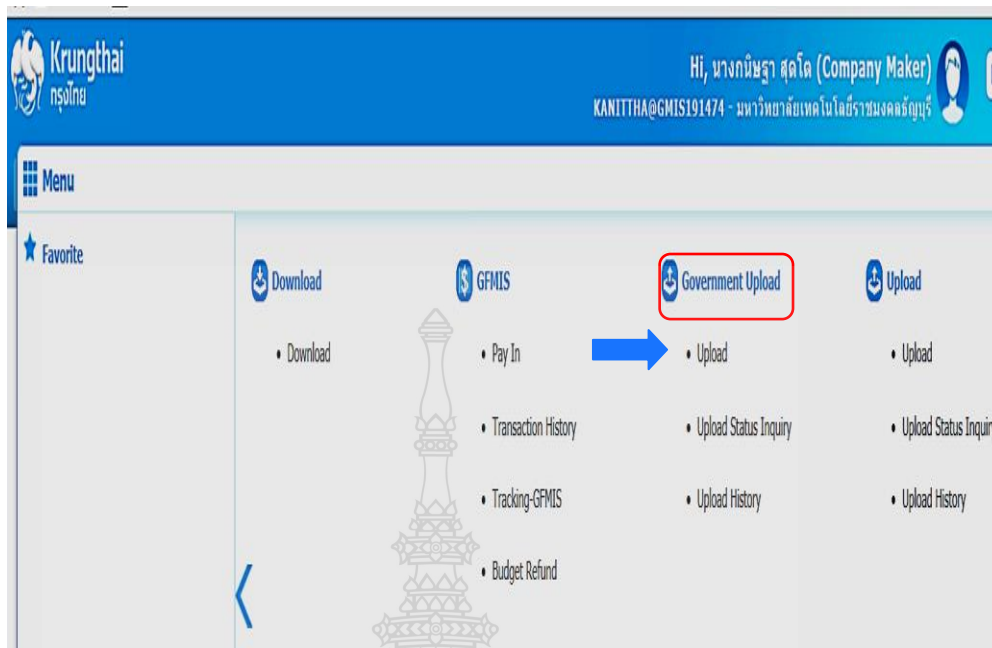 Krungthai
กรุงไทย
Hi, นางกนิษฐา สุดโด (Company Maker)
KANITTHA@GMIS191474 - มหาวิทยาลัยเทคโนโลยีราชมงคลธัญบุรี
Menu
Favorite
Download
• Download
GFMIS
• Pay In
• Transaction History
• Tracking-GFMIS
• Budget Refund
Government Upload
• Upload
• Upload Status Inquiry
• Upload History
Upload
• Upload
• Upload Status Inquir
• Upload History